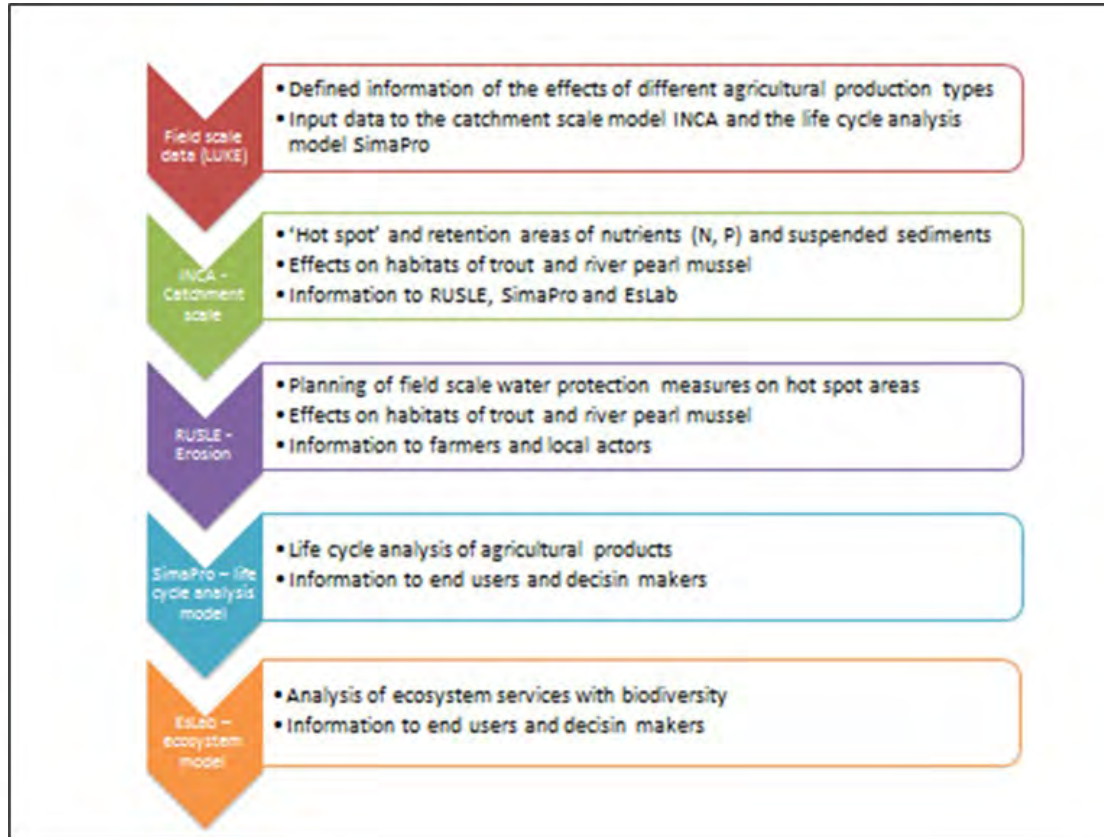 Field scale
data (LUKE)
• Defined information of the effects of different agricultural production types
• Input data to the catchment scale model INCA and the life cycle analysis
model SimaPro
INCA -
Catchment
scale
• 'Hot spot' and retention areas of nutrients (N, P) and suspended sediments
• Effects on habitats of trout and river pearl mussel
• Information to RUSLE, SimaPro and EsLab
RUSLE -
Erosion
• Planning of field scale water protection measures on hot spot areas
• Effects on habitats of trout and river pearl mussel
• Information to farmers and local actors
SimaPro – life
cycle analysis
model
• Life cycle analysis of agricultural products
• Information to end users and decisin makers
EsLab –
ecosystem
model
• Analysis of ecosystem services with biodiversity
• Information to end users and decisin makers